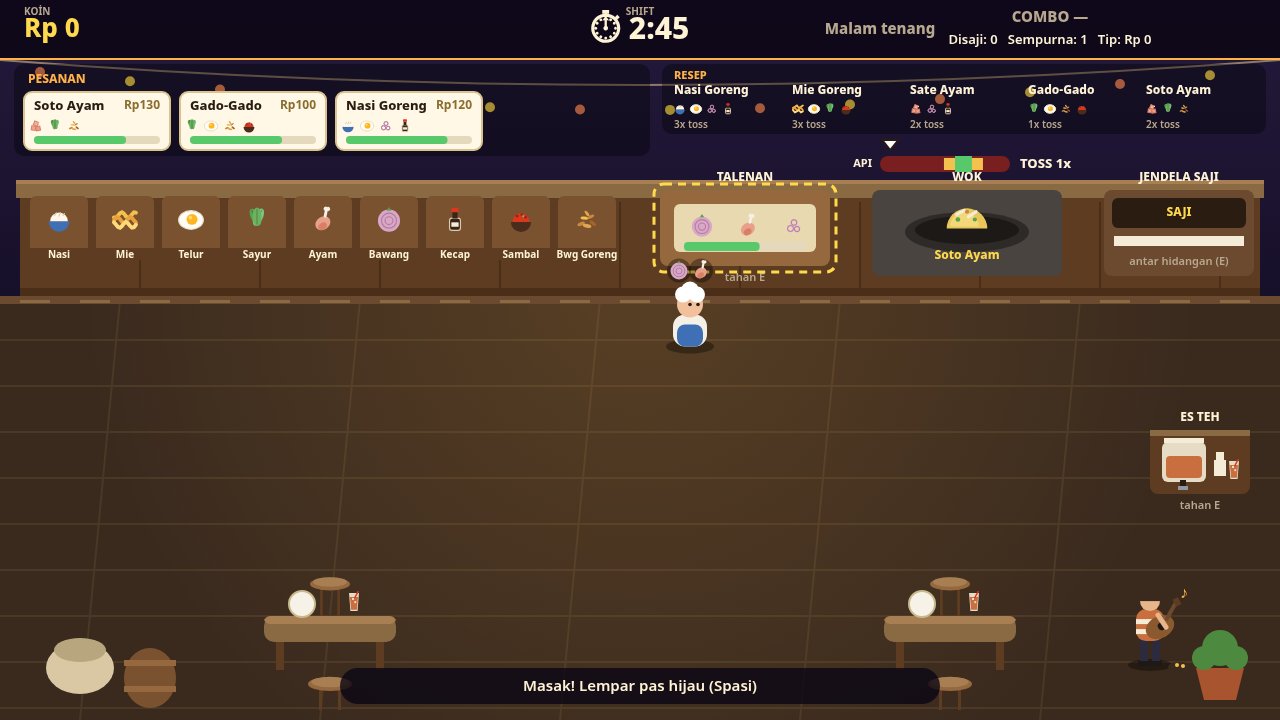 KOİN
Rp 0
SHIFT
2:45
Malam tenang
COMBO —
Disaji: 0 Sempurna: 1 Tip: Rp 0
PESANAN
Soto Ayam Rp130
Gado-Gado Rp100
Nasi Goreng Rp120
RESEP
Nasi Goreng
3x toss
Mie Goreng
3x toss
Sate Ayam
2x toss
Gado-Gado
1x toss
Soto Ayam
2x toss
API
TOSS 1x
TALENAN
WOK
JENDELA SAJI
SAJI
Nasi
Mie
Telur
Sayur
Ayam
Bawang
Kecap
Sambal
Bwg Goreng
tahan E
Soto Ayam
antar hidangan (E)
ES TEH
tahan E
Masak! Lempar pas hijau (Spasi)